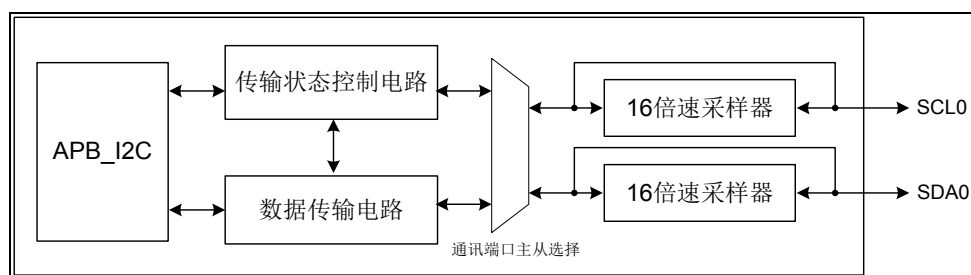 传输状态控制电路
16倍速采样器
SCL0
APB_I2C
数据传输电路
16倍速采样器
SDA0
通讯端口主从选择